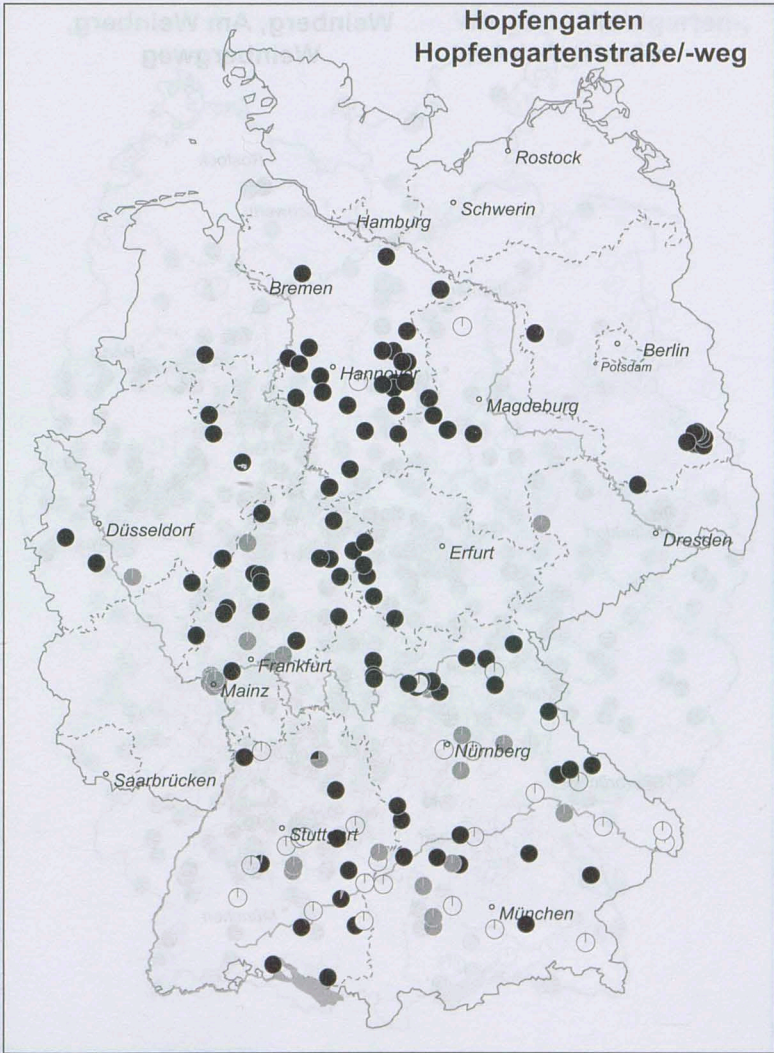 Hopfengarten
Hopfengartenstraße/-weg
Rostock
Schwerin
Hamburg
Bremen
Berlin
Potsdam
Hannover
Magdeburg
Düsseldorf
Erfurt
Dresden
Frankfurt
Mainz
Nürnberg
Saarbrücken
Stuttgart
München